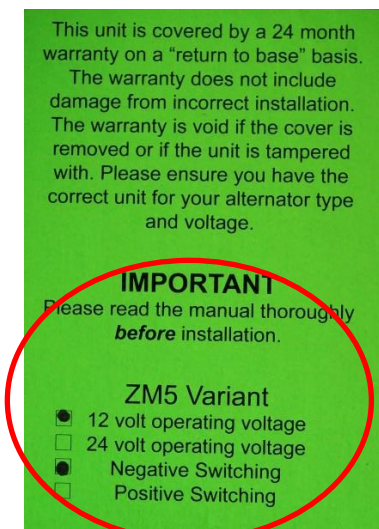 This unit is covered by a 24 month
warranty on a “return to base” basis.
The warranty does not include
damage from incorrect installation.
The warranty is void if the cover is
removed or if the unit is tampered
with. Please ensure you have the
correct unit for your alternator type
and voltage.
IMPORTANT
Please read the manual thoroughly
before installation.
ZM5 Variant
12 volt operating voltage
24 volt operating voltage
Negative Switching
Positive Switching